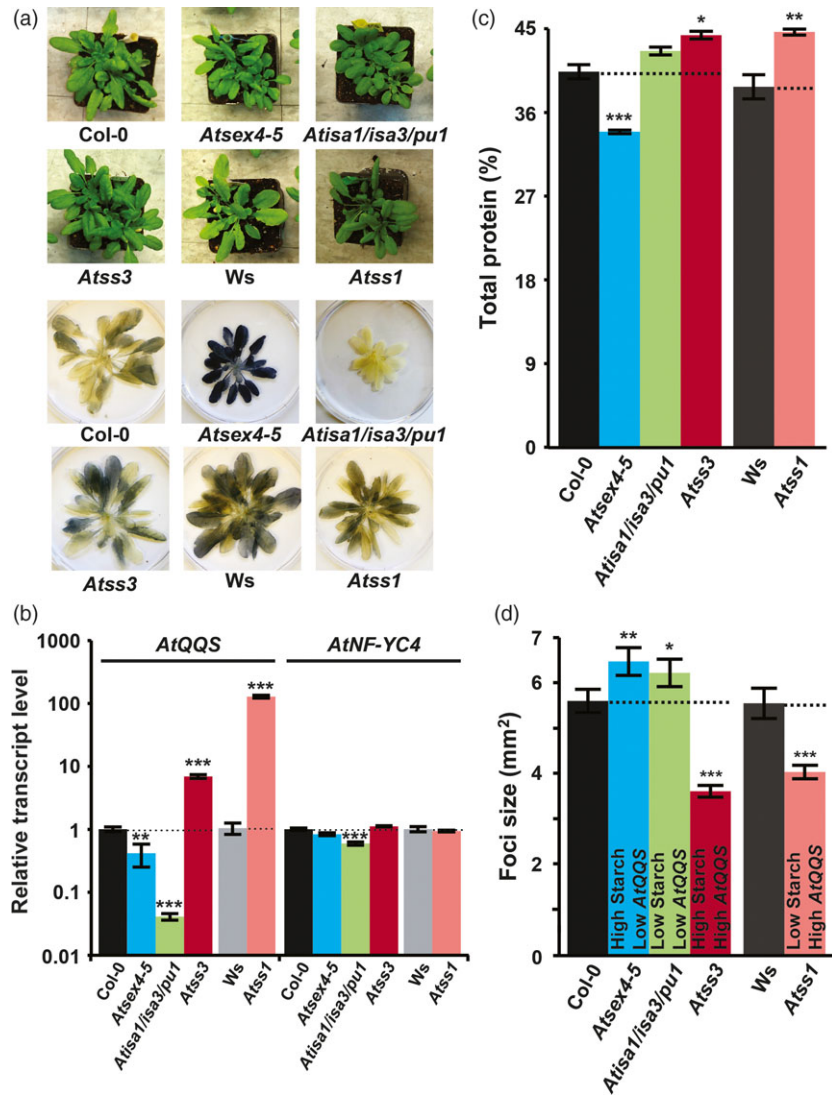 (a)
Col-0 Atsex4-5 Atisa1/isa3/pu1
Atss3 Ws Atss1
Col-0 Atsex4-5 Atisa1/isa3/pu1
Atss3 Ws Atss1
(b)
AtQQS AtNF-YC4
Relative transcript level
1000
100
10
1
0.1
0.01
*** *** ** *** ***
Col-0 Atsex4-5 Atisa1/isa3/pu1 Atss3 Ws Atss1 Col-0 Atsex4-5 Atisa1/isa3/pu1 Atss3 Ws Atss1
(c)
Total protein (%)
45
36
27
18
9
0
*** * **
Col-0 Atsex4-5 Atisa1/isa3/pu1 Atss3 Ws Atss1
(d)
Foci size (mm²)
7
6
4
2
0
** * *** ***
High Starch
Low AtQQS
Low Starch
Low AtQQS
High Starch
High AtQQS
Low Starch
High AtQQS
Col-0 Atsex4-5 Atisa1/isa3/pu1 Atss3 Ws Atss1